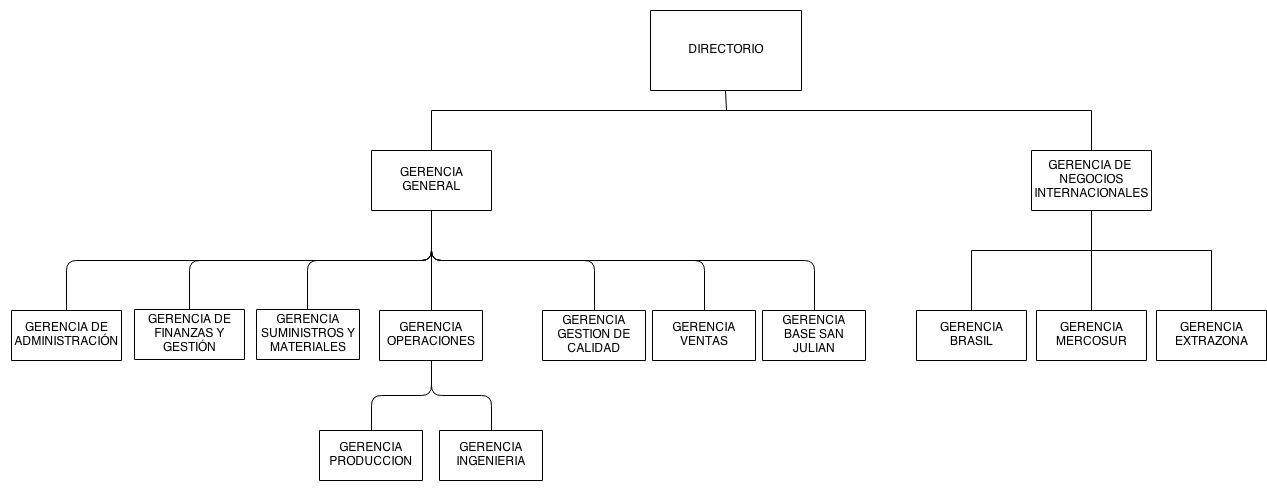 DIRECTORIO
GERENCIA
GENERAL
GERENCIA DE
NEGOCIOS
INTERNACIONALES
GERENCIA DE
ADMINISTRACIÓN
GERENCIA DE
FINANZAS Y
GESTIÓN
GERENCIA
SUMINISTROS Y
MATERIALES
GERENCIA
OPERACIONES
GERENCIA
GESTION DE
CALIDAD
GERENCIA
VENTAS
GERENCIA
BASE SAN
JULIAN
GERENCIA
BRASIL
GERENCIA
MERCOSUR
GERENCIA
EXTRAZONA
GERENCIA
PRODUCCION
GERENCIA
INGENIERIA